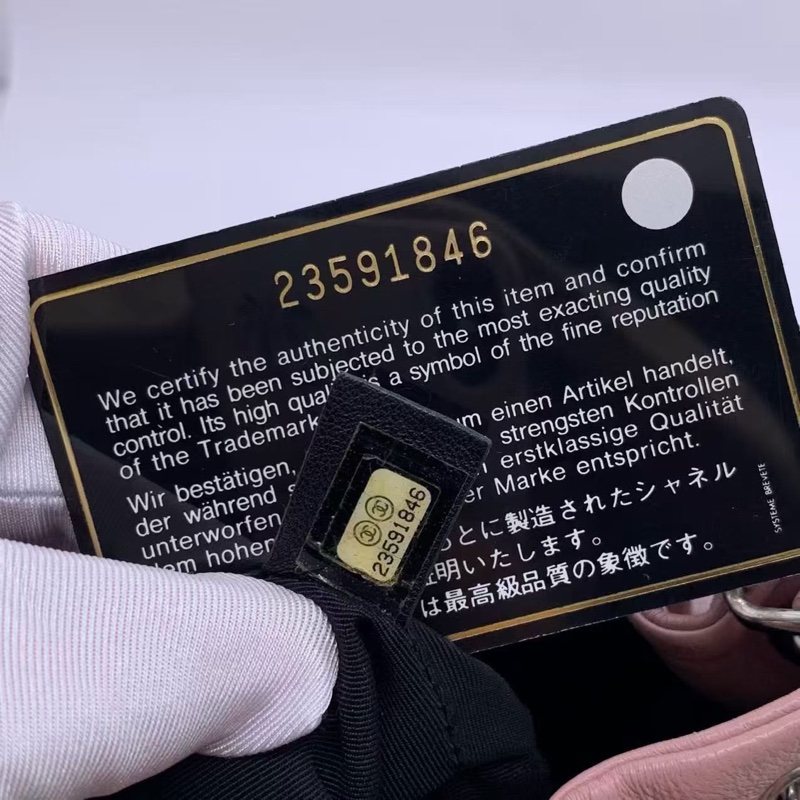 23591846
We certify the authenticity of this item and confirm
that it has been subjected to the most exacting quality
control. Its high a symbol of the fine reputation
of the Trademark
Wir bestätigen, um einen Artikel handelt,
der während strengsten Kontrollen
unterworfen erstklassige Qualität
dem hohen er Marke entspricht.
とに製造されたシャネル
証明いたします。
は最高級品質の象徴です。
SYSTEME BREVETE
23591846